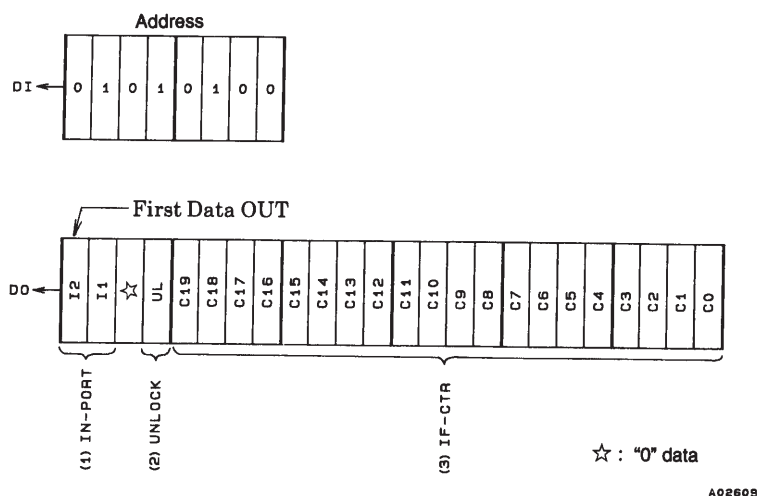 Address
DI 0 1 0 1 0 1 0 0
First Data OUT
DO I2 I1 ☆ UL C19 C18 C17 C16 C15 C14 C13 C12 C11 C10 C9 C8 C7 C6 C5 C4 C3 C2 C1 C0
(1) IN-PORT
(2) UNLOCK
(3) IF-CTR
☆ : "0" data
A02609